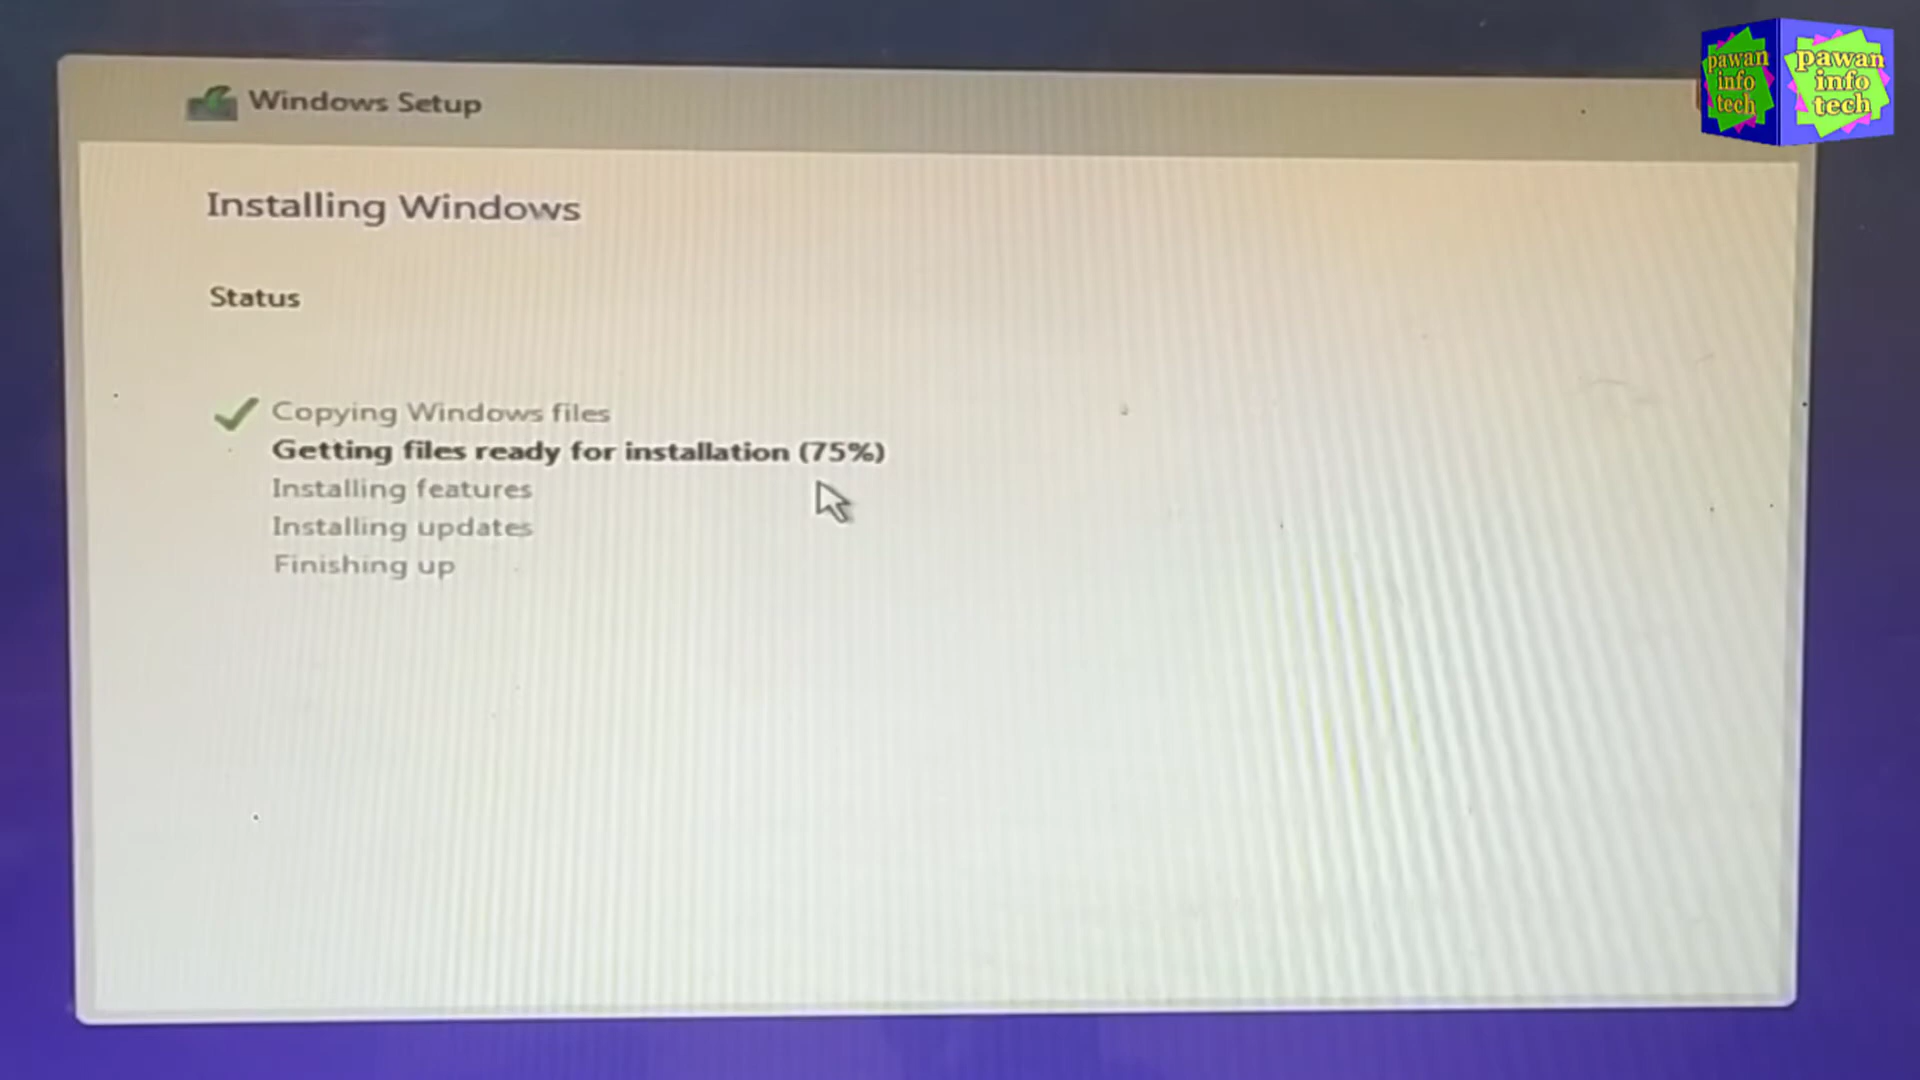 Windows Setup
Installing Windows
Status
Copying Windows files
Getting files ready for installation (75%)
Installing features
Installing updates
Finishing up
pawan
info
tech
pawan
info
tech